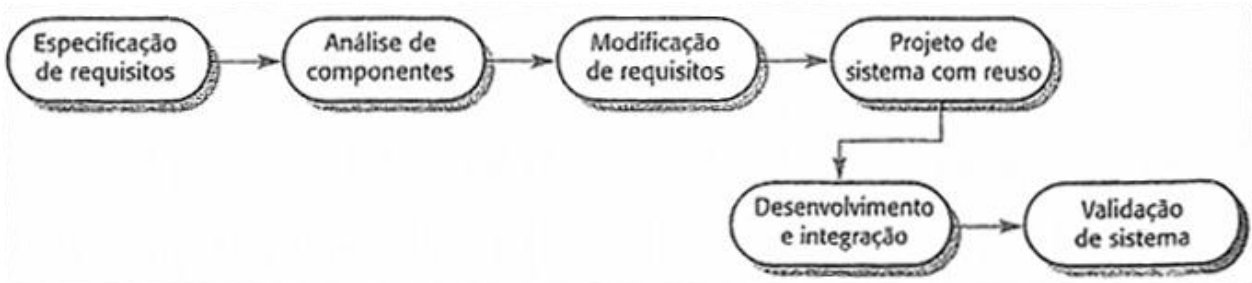 Especificação
de requisitos
Análise de
componentes
Modificação
de requisitos
Projeto de
sistema com reuso
Desenvolvimento
e integração
Validação
de sistema